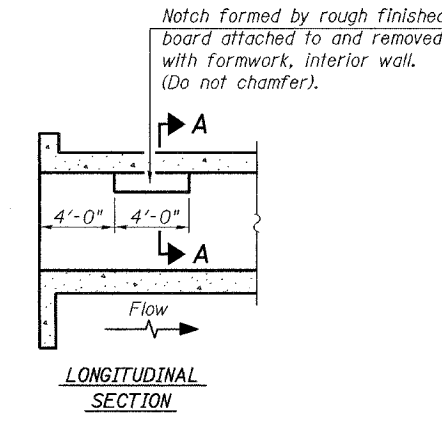 Notch formed by rough finished
board attached to and removed
with formwork, interior wall.
(Do not chamfer).
A
4'-0" 4'-0"
A
Flow
LONGITUDINAL
SECTION